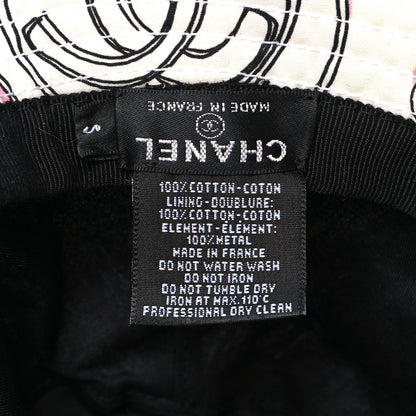 CHANEL
MADE IN FRANCE
S
100% COTTON-COTON
LINING-DOUBLURE:
100% COTTON-COTON
ELEMENT-ELEMENT:
100% METAL
MADE IN FRANCE
DO NOT WATER WASH
DO NOT IRON
DO NOT TUMBLE DRY
IRON AT MAX. 110°C
PROFESSIONAL DRY CLEAN